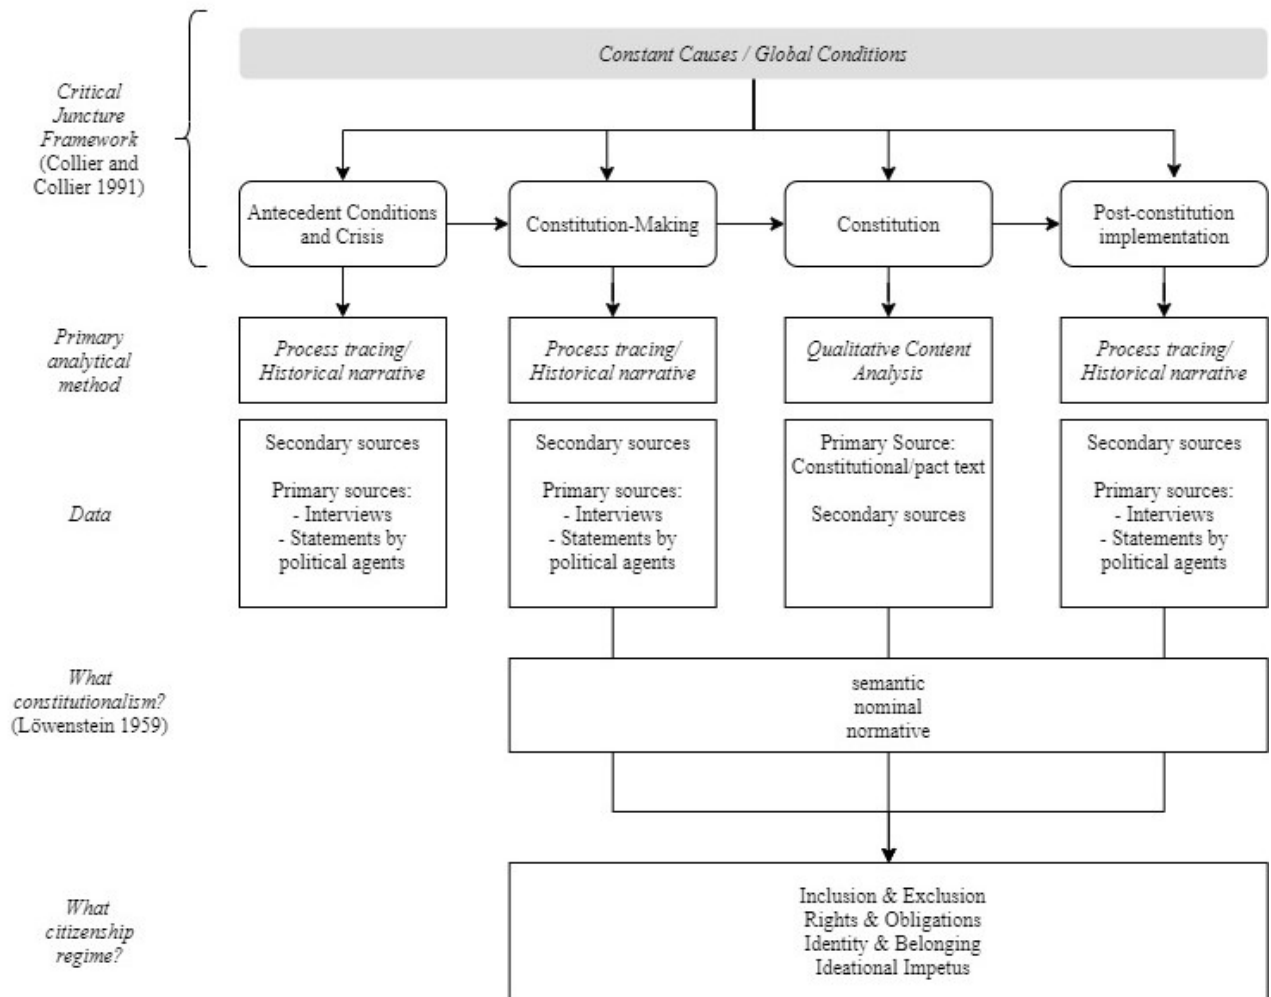 Constant Causes / Global Conditions
Critical
Juncture
Framework
(Collier and
Collier 1991)
Antecedent Conditions
and Crisis
Constitution-Making
Constitution
Post-constitution
implementation
Primary
analytical
method
Process tracing/
Historical narrative
Process tracing/
Historical narrative
Qualitative Content
Analysis
Process tracing/
Historical narrative
Data
Secondary sources
Primary sources:
- Interviews
- Statements by
political agents
Secondary sources
Primary sources:
- Interviews
- Statements by
political agents
Primary Source:
Constitutional/pact text
Secondary sources
Secondary sources
Primary sources:
- Interviews
- Statements by
political agents
What
constitutionalism?
(Löwenstein 1959)
semantic
nominal
normative
What
citizenship
regime?
Inclusion & Exclusion
Rights & Obligations
Identity & Belonging
Ideational Impetus